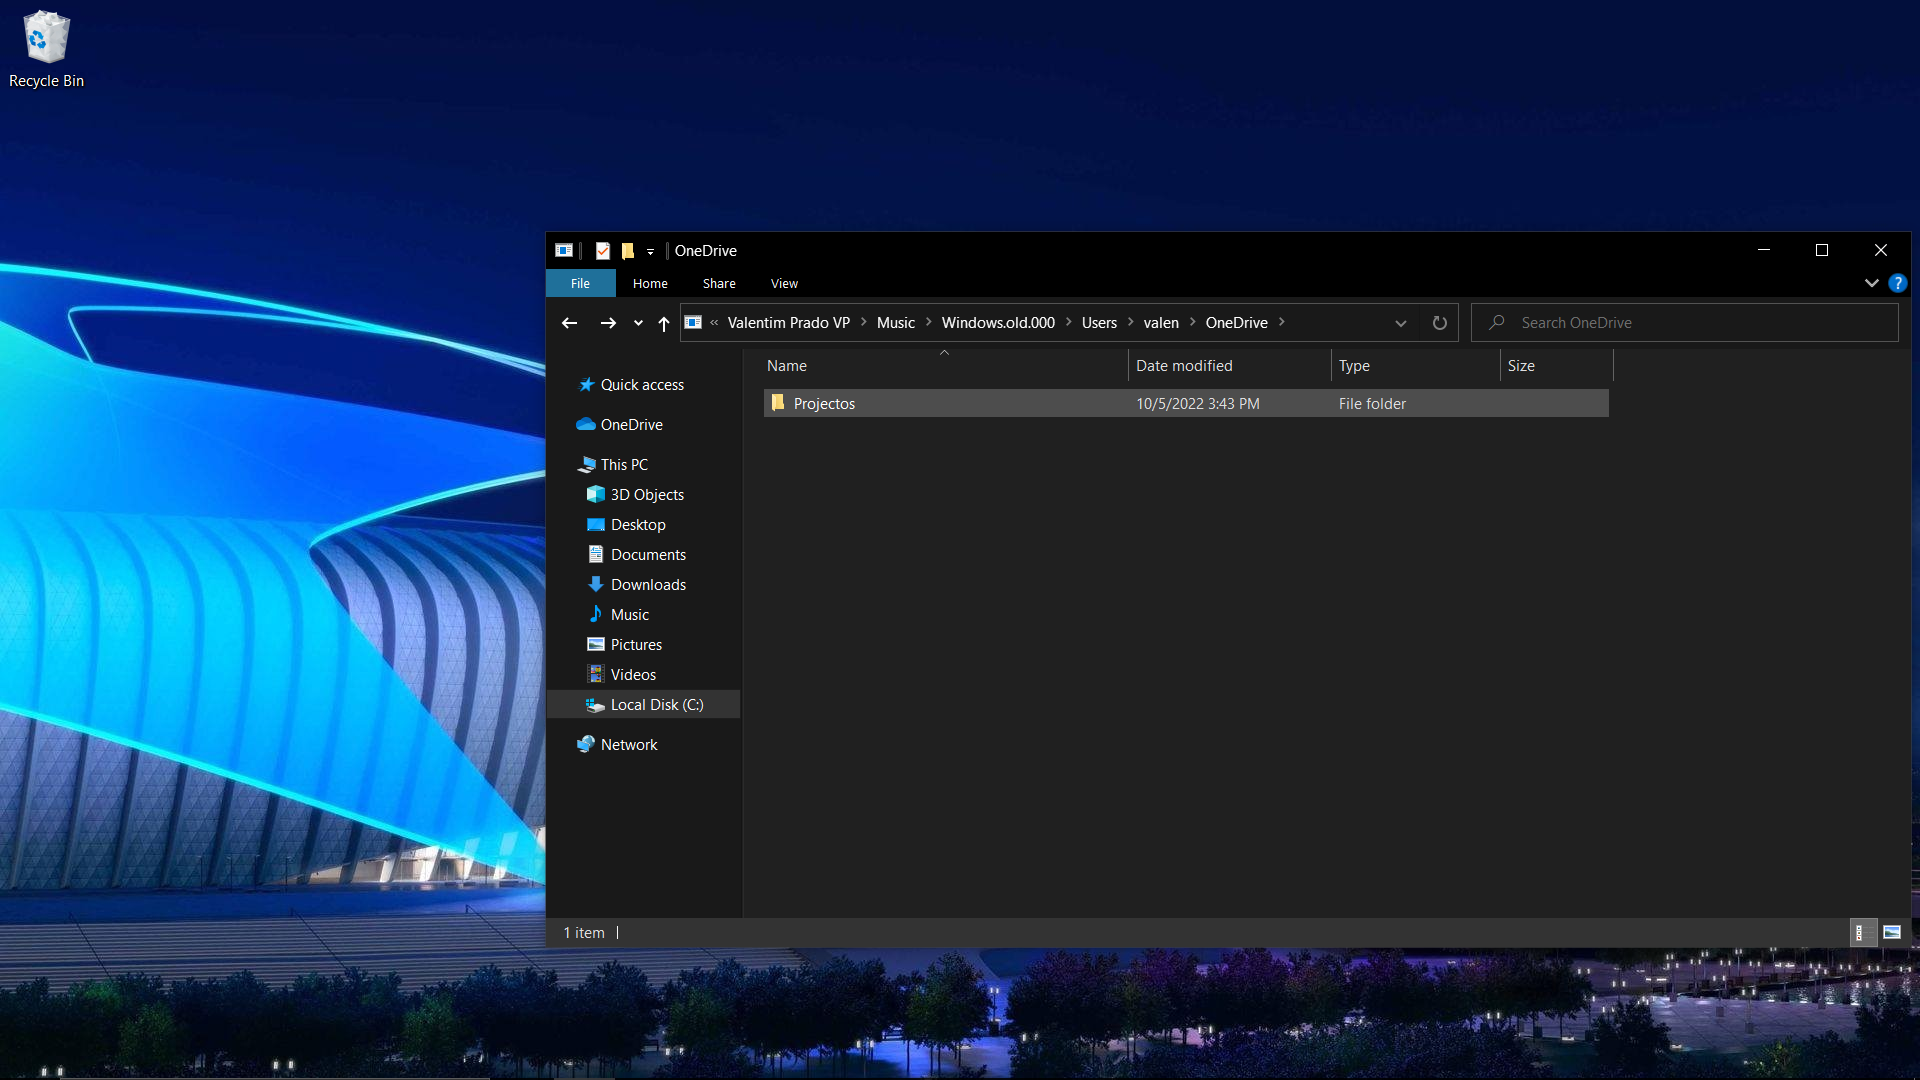 Recycle Bin
OneDrive
File Home Share View
« Valentim Prado VP > Music > Windows.old.000 > Users > valen > OneDrive >
Search OneDrive
Name Date modified Type Size
Projectos 10/5/2022 3:43 PM File folder
Quick access
OneDrive
This PC
3D Objects
Desktop
Documents
Downloads
Music
Pictures
Videos
Local Disk (C:)
Network
1 item